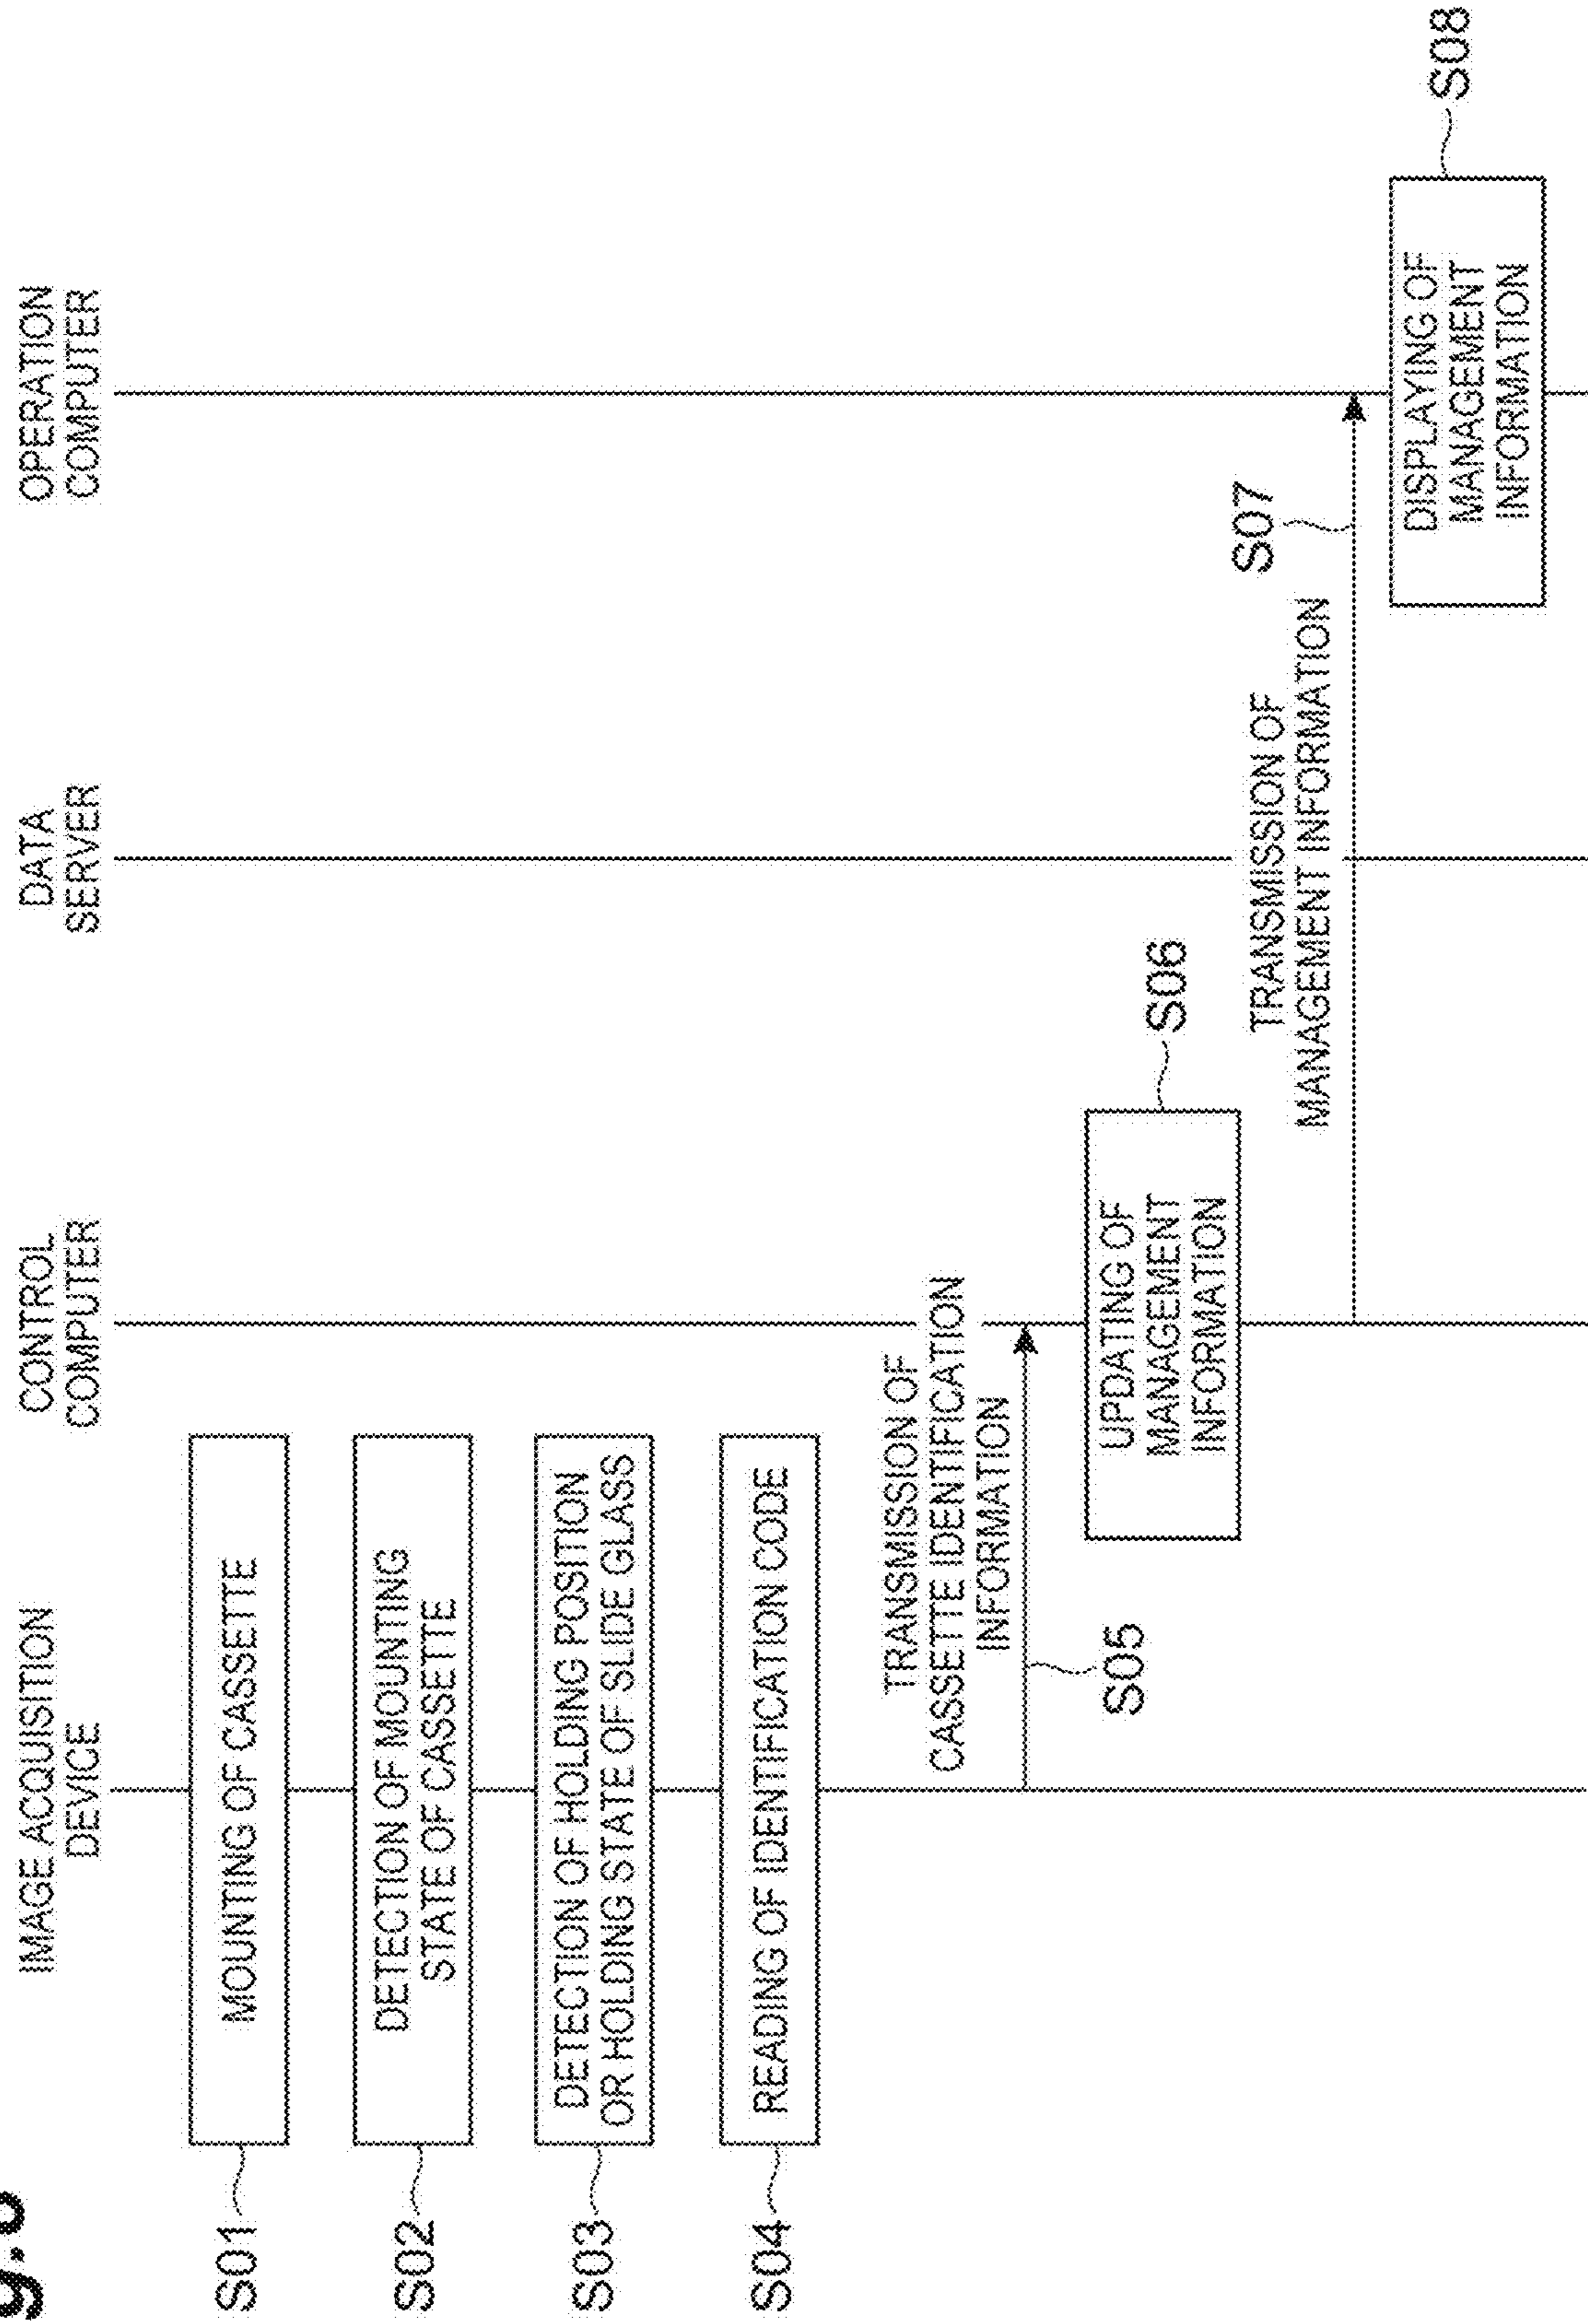 IMAGE ACQUISITION
DEVICE
CONTROL
COMPUTER
DATA
SERVER
OPERATION
COMPUTER
S01
MOUNTING OF CASSETTE
S02
DETECTION OF MOUNTING
STATE OF CASSETTE
S03
DETECTION OF HOLDING POSITION
OR HOLDING STATE OF SLIDE GLASS
S04
READING OF IDENTIFICATION CODE
TRANSMISSION OF
CASSETTE IDENTIFICATION
INFORMATION
S05
UPDATING OF
MANAGEMENT
INFORMATION
S06
TRANSMISSION OF
MANAGEMENT INFORMATION
S07
DISPLAYING OF
MANAGEMENT
INFORMATION
S08